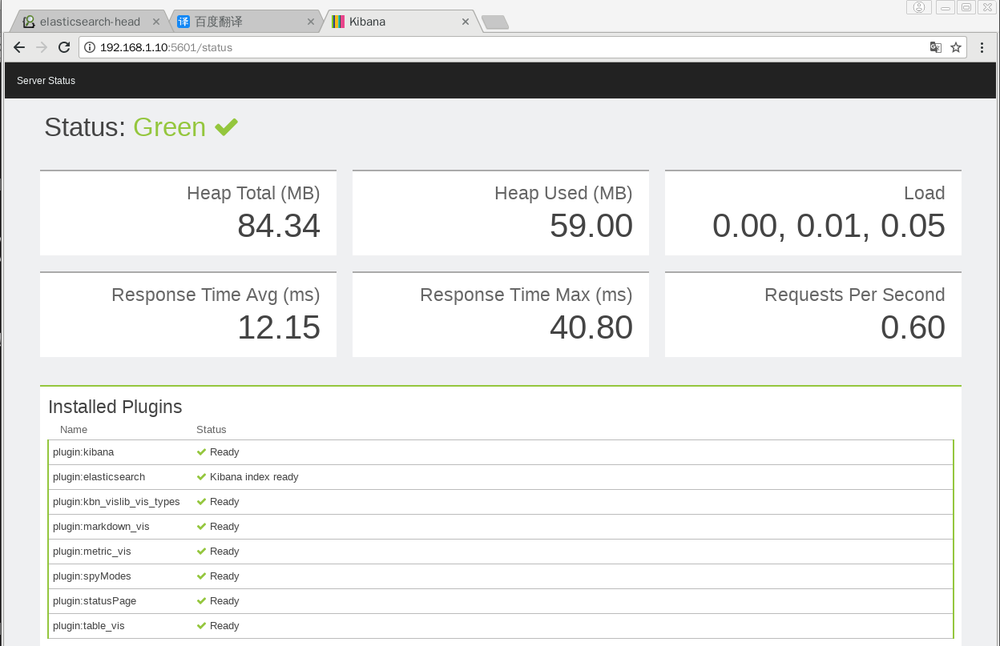 elasticsearch-head 百度翻译 Kibana
192.168.1.10:5601/status
Server Status
Status: Green
Heap Total (MB) Heap Used (MB) Load
84.34 59.00 0.00, 0.01, 0.05
Response Time Avg (ms) Response Time Max (ms) Requests Per Second
12.15 40.80 0.60
Installed Plugins
Name Status
plugin:kibana Ready
plugin:elasticsearch Kibana index ready
plugin:kbn_vislib_vis_types Ready
plugin:markdown_vis Ready
plugin:metric_vis Ready
plugin:spyModes Ready
plugin:statusPage Ready
plugin:table_vis Ready